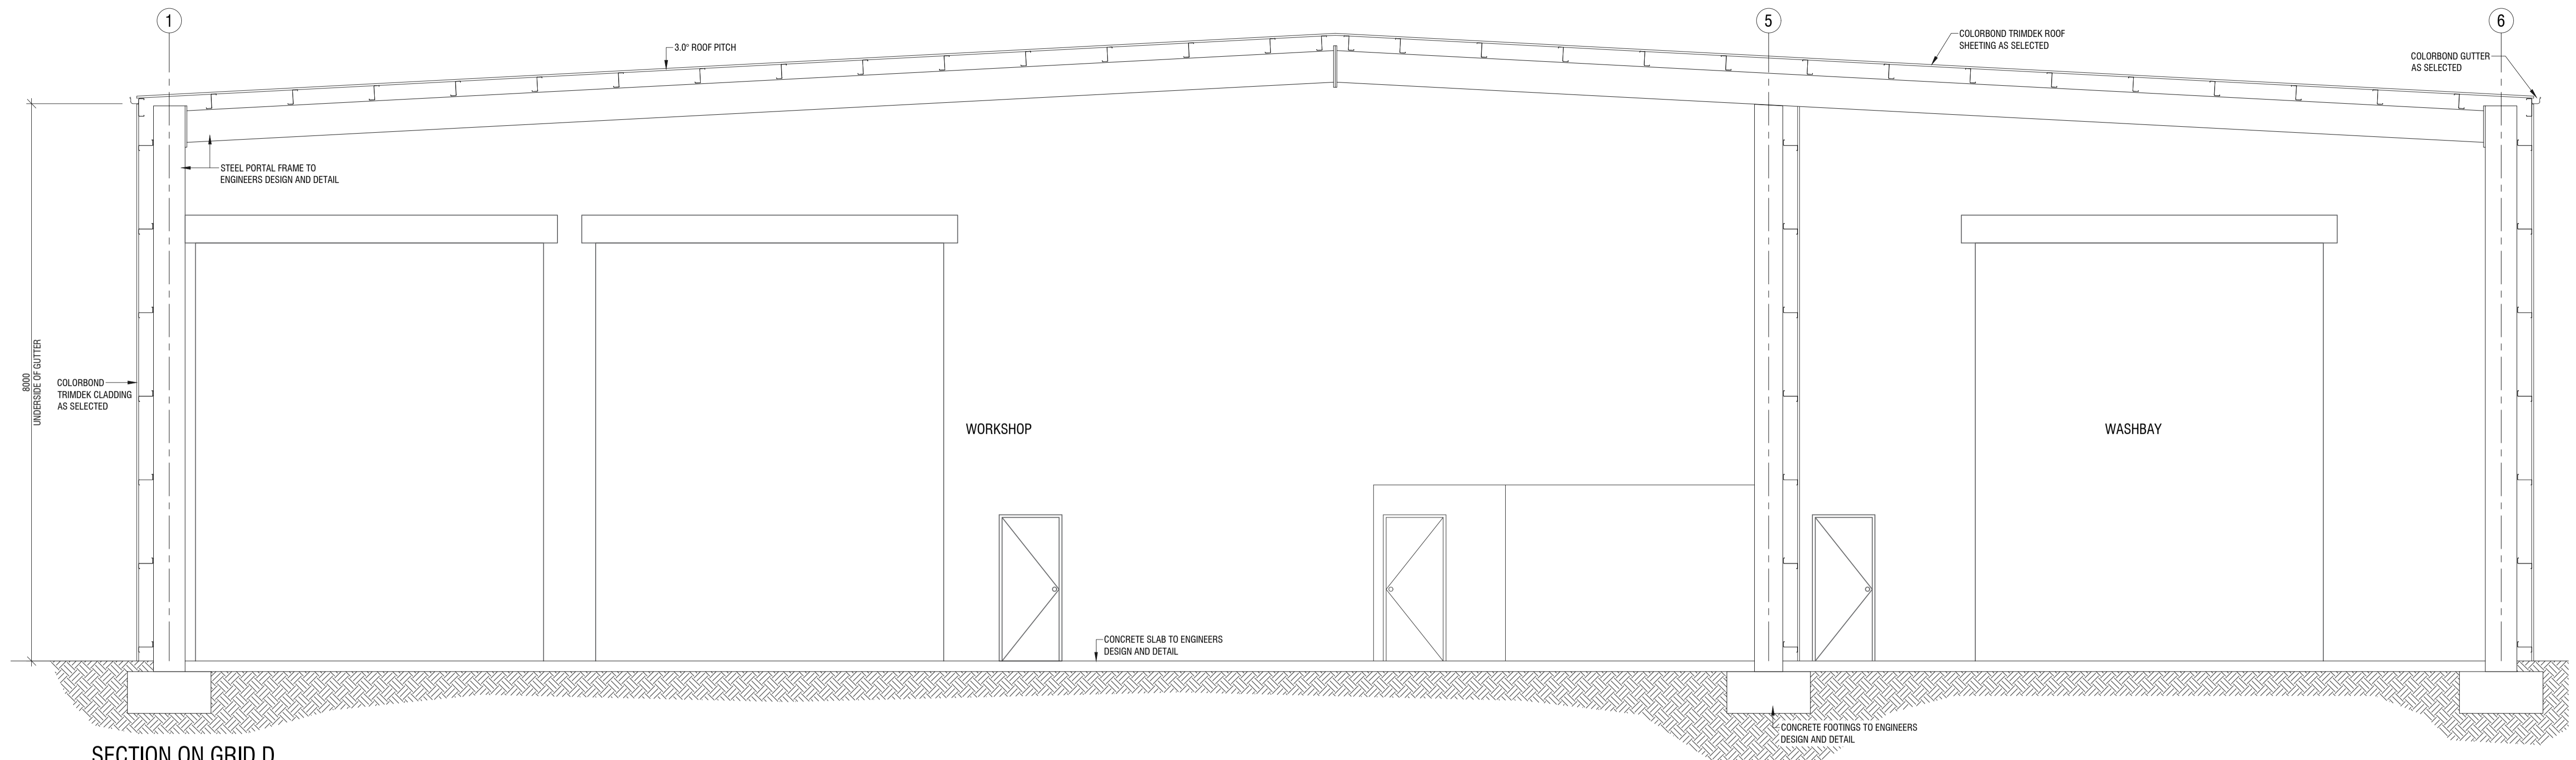 1
5
6
3.0° ROOF PITCH
COLORBOND TRIMDEK ROOF
SHEETING AS SELECTED
COLORBOND GUTTER
AS SELECTED
STEEL PORTAL FRAME TO
ENGINEERS DESIGN AND DETAIL
8000
UNDERSIDE OF GUTTER
COLORBOND
TRIMDEK CLADDING
AS SELECTED
WORKSHOP
WASHBAY
CONCRETE SLAB TO ENGINEERS
DESIGN AND DETAIL
CONCRETE FOOTINGS TO ENGINEERS
DESIGN AND DETAIL
SECTION ON GRID D